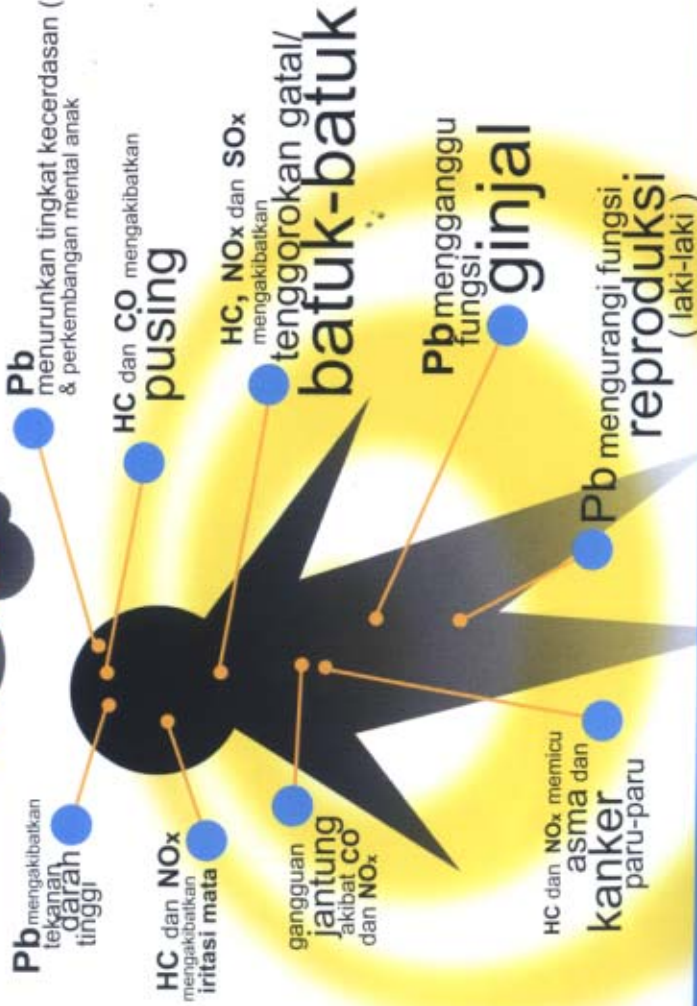 Pb
menurunkan tingkat kecerdasan (
& perkembangan mental anak
HC dan CO mengakibatkan
pusing
HC, NOx dan SOx
mengakibatkan
tenggorokan gatal/
batuk-batuk
Pb mengganggu
fungsi
ginjal
Pb mengurangi fungsi
reproduksi
( laki-laki )
Pb mengakibatkan
tekanan
darah
tinggi
HC dan NOx
mengakibatkan
iritasi mata
gangguan
jantung
akibat CO
dan NOx
HC dan NOx memicu
asma dan
kanker
paru-paru